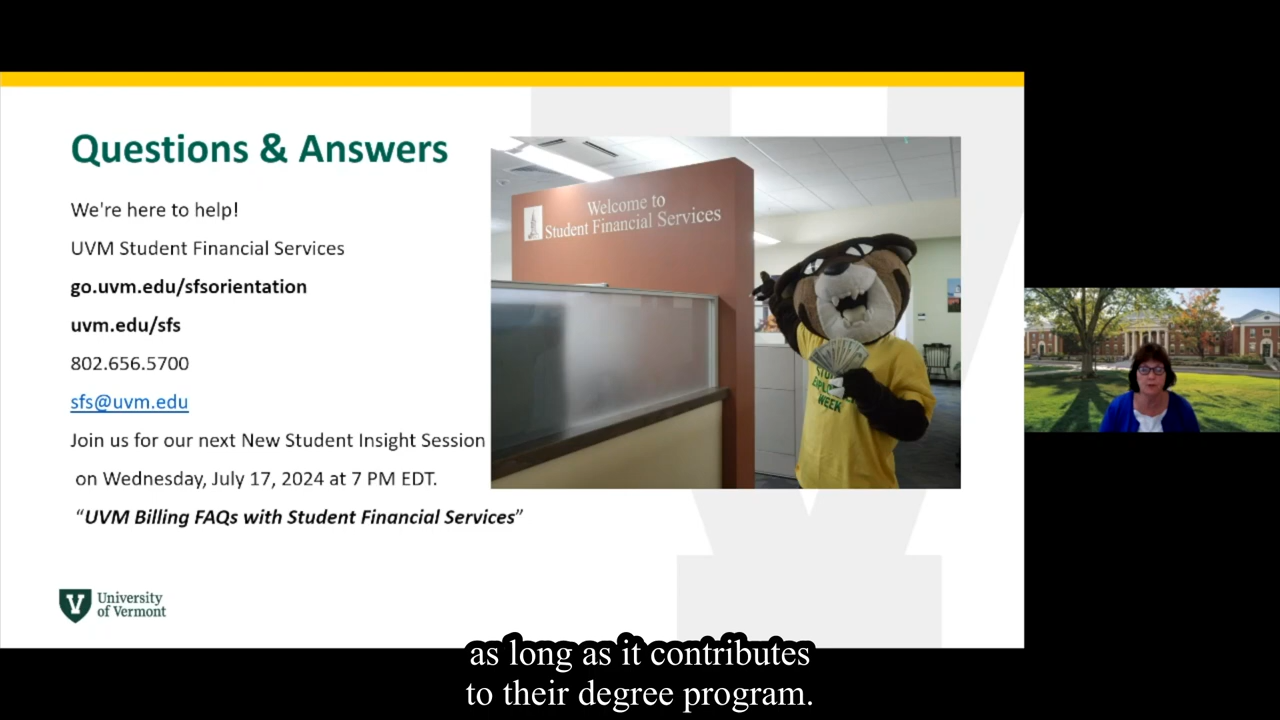 Questions & Answers
We're here to help!
UVM Student Financial Services
go.uvm.edu/sfsorientation
uvm.edu/sfs
802.656.5700
sfs@uvm.edu
Join us for our next New Student Insight Session
on Wednesday, July 17, 2024 at 7 PM EDT.
“UVM Billing FAQs with Student Financial Services”
Welcome to
Student Financial Services
WEEK
V University
of Vermont
as long as it contributes
to their degree program.